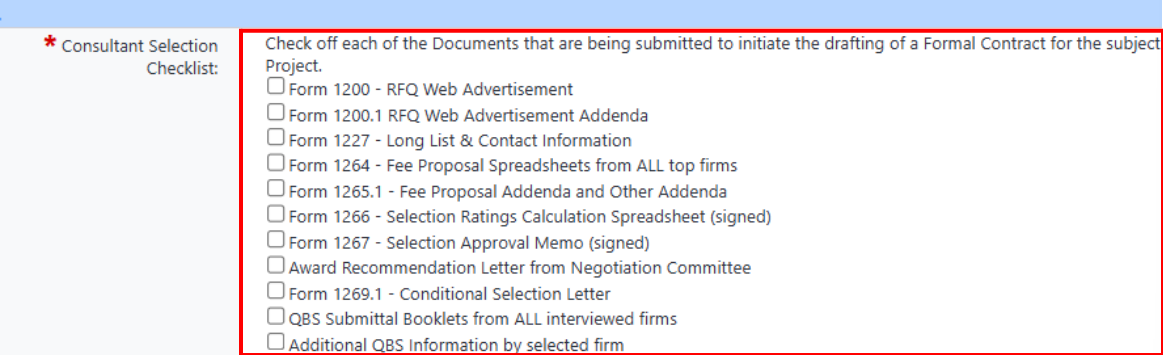 * Consultant Selection
Checklist:
Check off each of the Documents that are being submitted to initiate the drafting of a Formal Contract for the subject
Project.
Form 1200 - RFQ Web Advertisement
Form 1200.1 RFQ Web Advertisement Addenda
Form 1227 - Long List & Contact Information
Form 1264 - Fee Proposal Spreadsheets from ALL top firms
Form 1265.1 - Fee Proposal Addenda and Other Addenda
Form 1266 - Selection Ratings Calculation Spreadsheet (signed)
Form 1267 - Selection Approval Memo (signed)
Award Recommendation Letter from Negotiation Committee
Form 1269.1 - Conditional Selection Letter
QBS Submittal Booklets from ALL interviewed firms
Additional QBS Information by selected firm